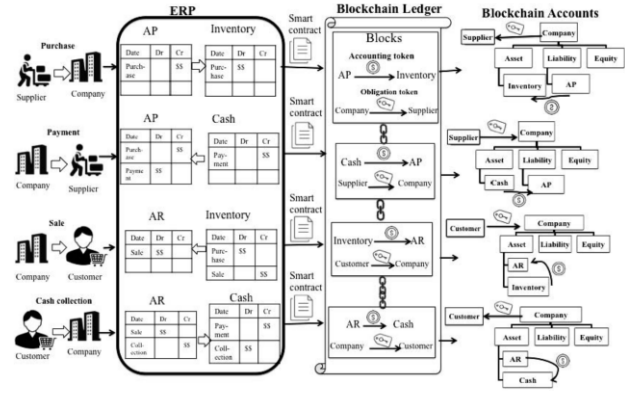 ERP
Blockchain Ledger
Blockchain Accounts
Purchase
Supplier
Company
AP
Date Dr Cr
Purch-
ase
$$
Inventory
Date Dr Cr
Purc-
hase
$$
Smart
contract
Blocks
Accounting token
AP
Inventory
Obligation token
Company
Supplier
Supplier
Company
Asset
Liability
Equity
Inventory
AP
Payment
Company
Supplier
AP
Date Dr Cr
Purch-
ase
$$
Payme
nt
$$
Cash
Date Dr Cr
Pay-
ment
$$
Smart
contract
Cash
AP
Supplier
Company
Supplier
Company
Asset
Liability
Equity
Cash
AP
Sale
Company
Customer
AR
Date Dr Cr
Sale $$
Inventory
Date Dr Cr
Purc-
hase
$$
Sale $$
Smart
contract
Inventory
AR
Customer
Company
Customer
Company
Asset
Liability
Equity
AR
Inventory
Cash collection
Customer
Company
AR
Date Dr Cr
Sale $$
Coll-
ection
$$
Cash
Date Dr Cr
Pay-
ment
$$
Coll-
ection
$$
Smart
contract
AR
Cash
Company
Customer
Customer
Company
Asset
Liability
Equity
AR
Cash